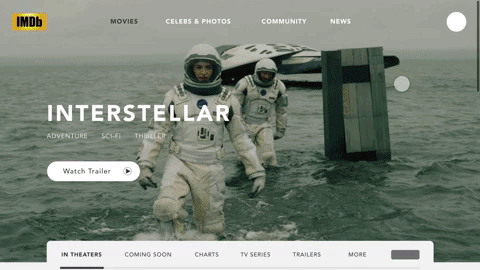 IMDb
MOVIES CELEBS & PHOTOS COMMUNITY NEWS
INTERSTELLAR
ADVENTURE SCI-FI THRILLER
Watch Trailer
IN THEATERS COMING SOON CHARTS TV SERIES TRAILERS MORE